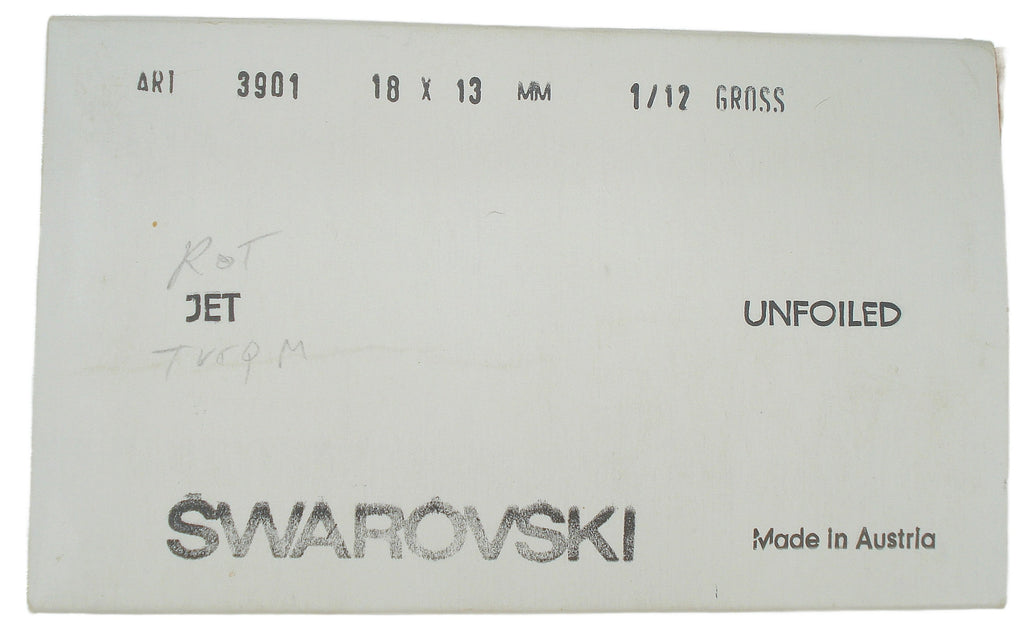 ART 3901 18 X 13 MM 1/12 GROSS
ROT
JET UNFOILED
SWAROVSKI Made in Austria